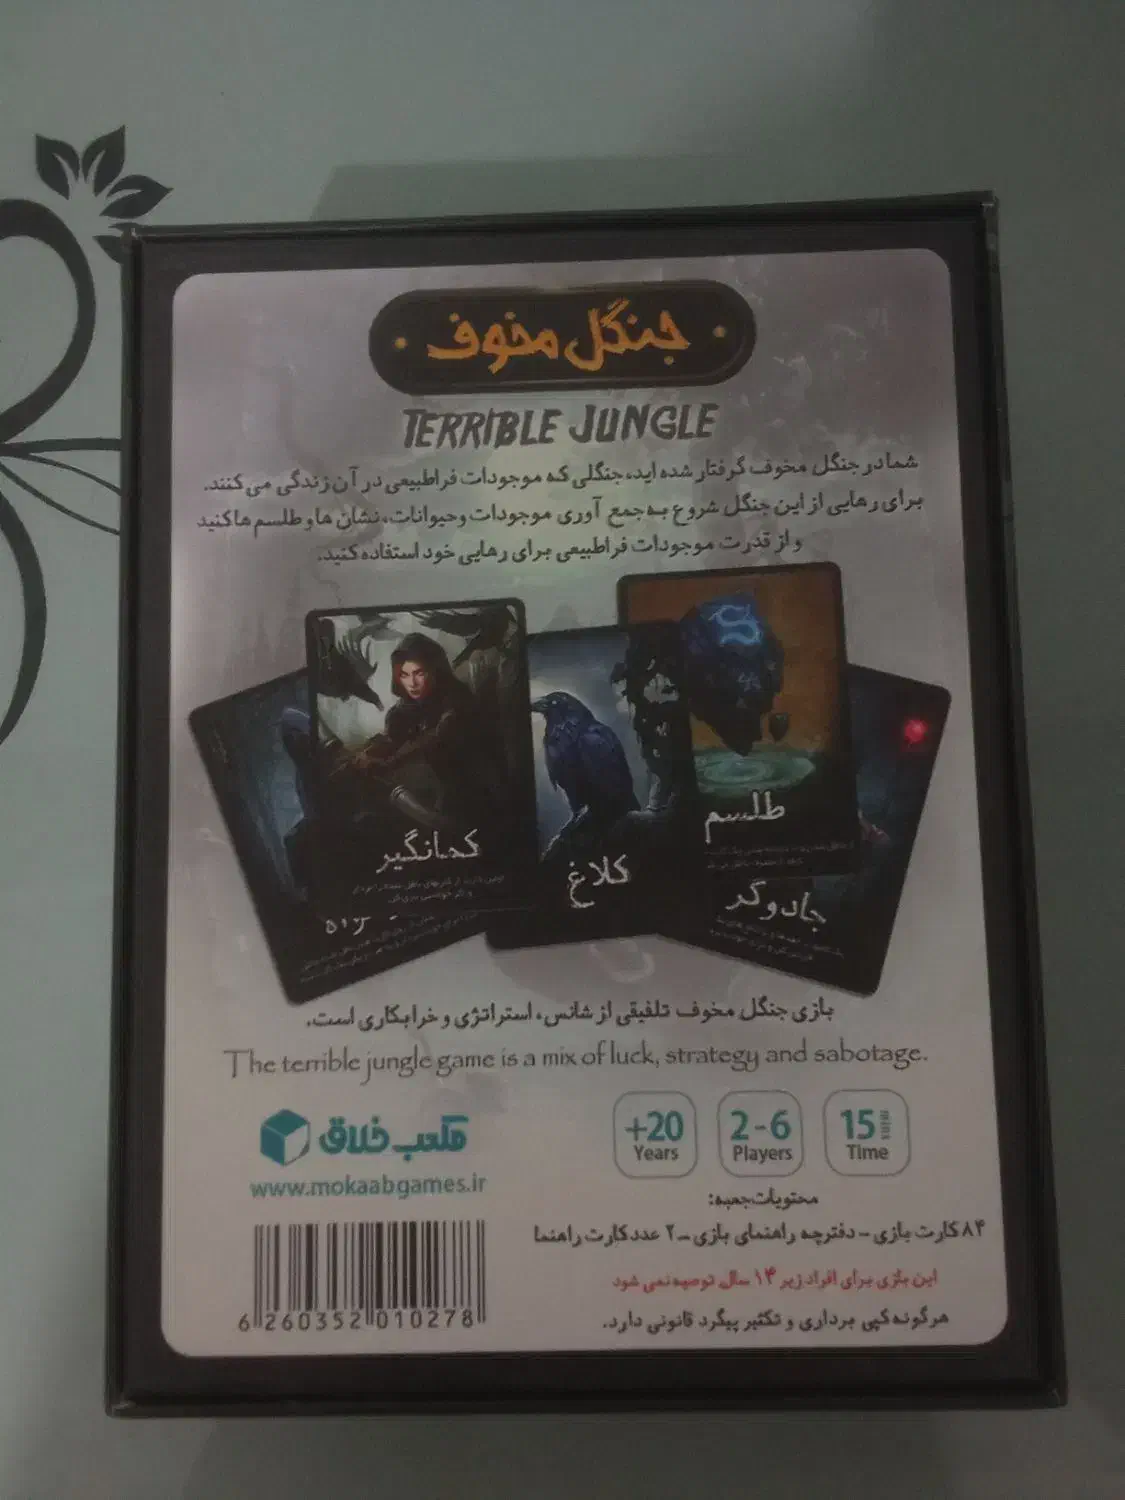 جنگل مخوف
TERRIBLE JUNGLE
شما در جنگل مخوف گرفتار شده اید، جنگلی که موجودات فراطبیعی در آن زندگی می کنند.
برای رهایی از این جنگل شروع به جمع آوری موجودات و حیوانات، نشان ها و طلسم ها کنید
و از قدرت موجودات فراطبیعی برای رهایی خود استفاده کنید.
طلسم
کمانگیر
کلاغ
جادوگر
بازی جنگل مخوف تلفیقی از شانس، استراتژی و خرابکاری است.
The terrible jungle game is a mix of luck, strategy and sabotage.
مکعب خلاق
www.mokaabgames.ir
+20 Years
2-6 Players
15 mins Time
محتویات جعبه:
۸۴ کارت بازی - دفترچه راهنمای بازی - ۲ عدد کارت راهنما
این بازی برای افراد زیر ۱۴ سال توصیه نمی شود
هرگونه کپی برداری و تکثیر پیگرد قانونی دارد.
6 260352 010278